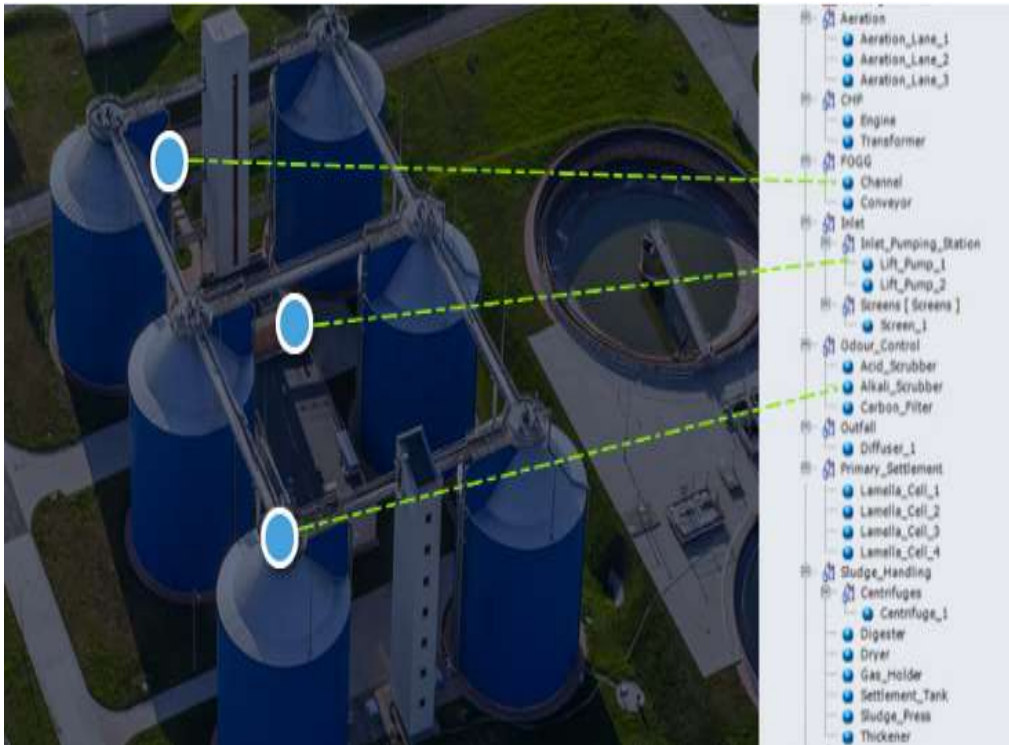 Aeration
Aeration_Lane_1
Aeration_Lane_2
Aeration_Lane_3
CHP
Engine
Transformer
FOGG
Channel
Conveyor
Inlet
Inlet_Pumping_Station
Lift_Pump_1
Lift_Pump_2
Screens [ Screens ]
Screen_1
Odour_Control
Acid_Scrubber
Alkali_Scrubber
Carbon_Filter
Outfall
Diffuser_1
Primary_Settlement
Lamella_Cell_1
Lamella_Cell_2
Lamella_Cell_3
Lamella_Cell_4
Sludge_Handling
Centrifuges
Centrifuge_1
Digester
Dryer
Gas_Holder
Settlement_Tank
Sludge_Press
Thickener